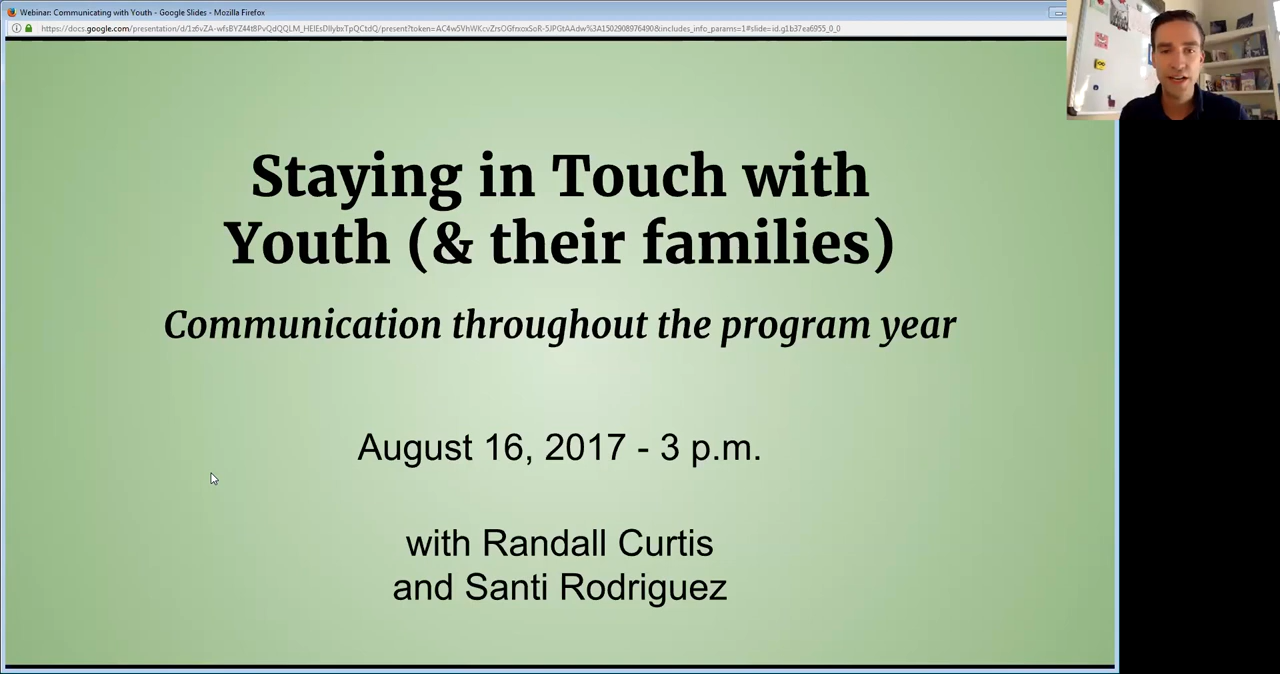 Webinar: Communicating with Youth - Google Slides - Mozilla Firefox
Staying in Touch with
Youth (& their families)
Communication throughout the program year
August 16, 2017 - 3 p.m.
with Randall Curtis
and Santi Rodriguez